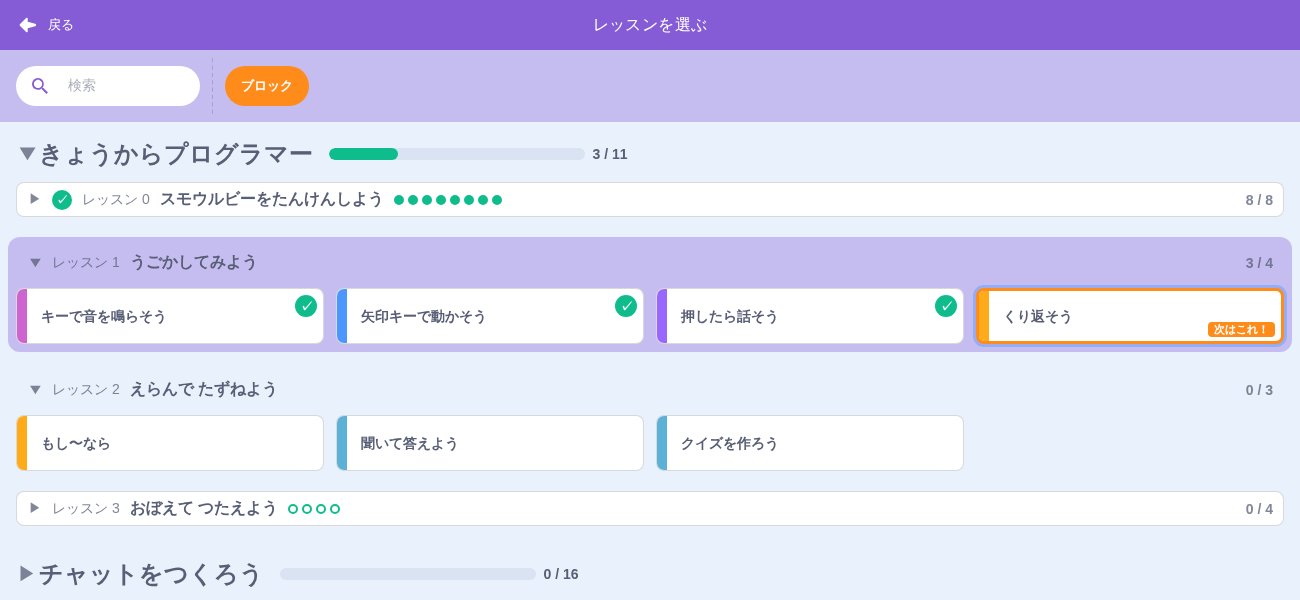 戻る
レッスンを選ぶ
検索
ブロック
きょうからプログラマー 3 / 11
レッスン 0 スモウルビーをたんけんしよう 8 / 8
レッスン 1 うごかしてみよう 3 / 4
キーで音を鳴らそう
矢印キーで動かそう
押したら話そう
くり返そう
次はこれ！
レッスン 2 えらんで たずねよう 0 / 3
もし〜なら
聞いて答えよう
クイズを作ろう
レッスン 3 おぼえて つたえよう 0 / 4
チャットをつくろう 0 / 16